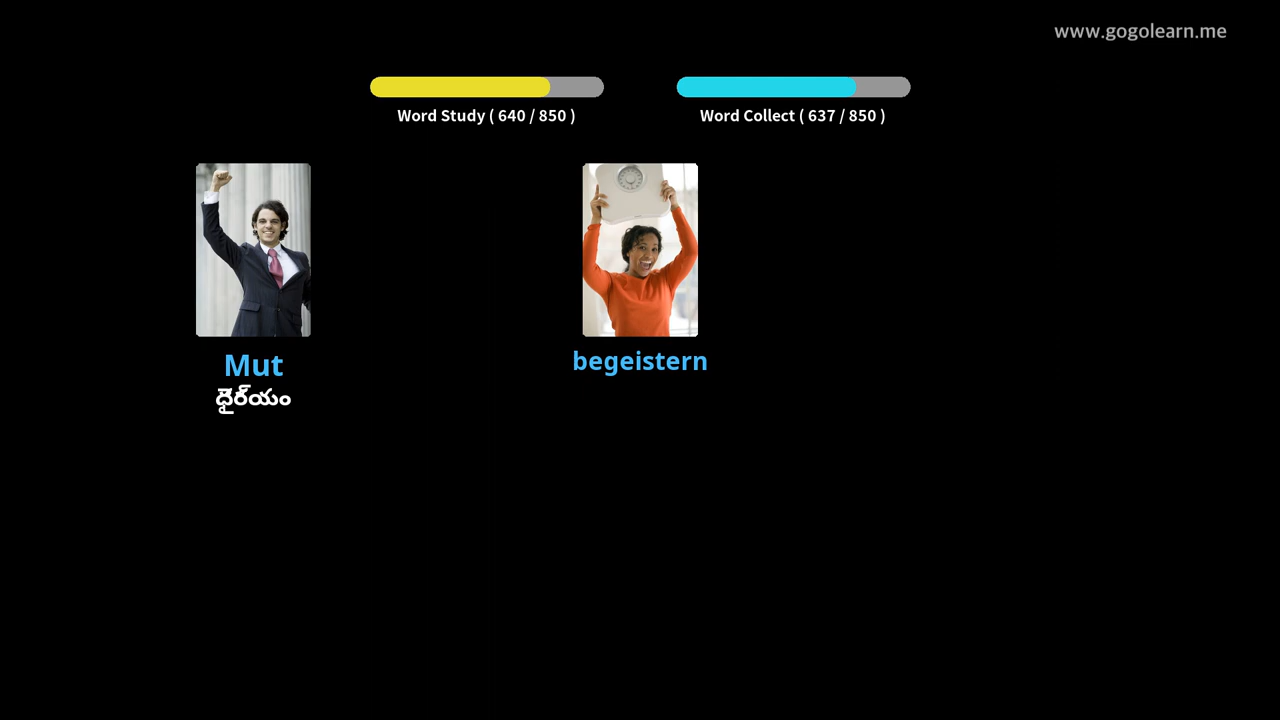 www.gogolearn.me
Word Study ( 640 / 850 )
Word Collect ( 637 / 850 )
Mut
begeistern
ధైర్యం